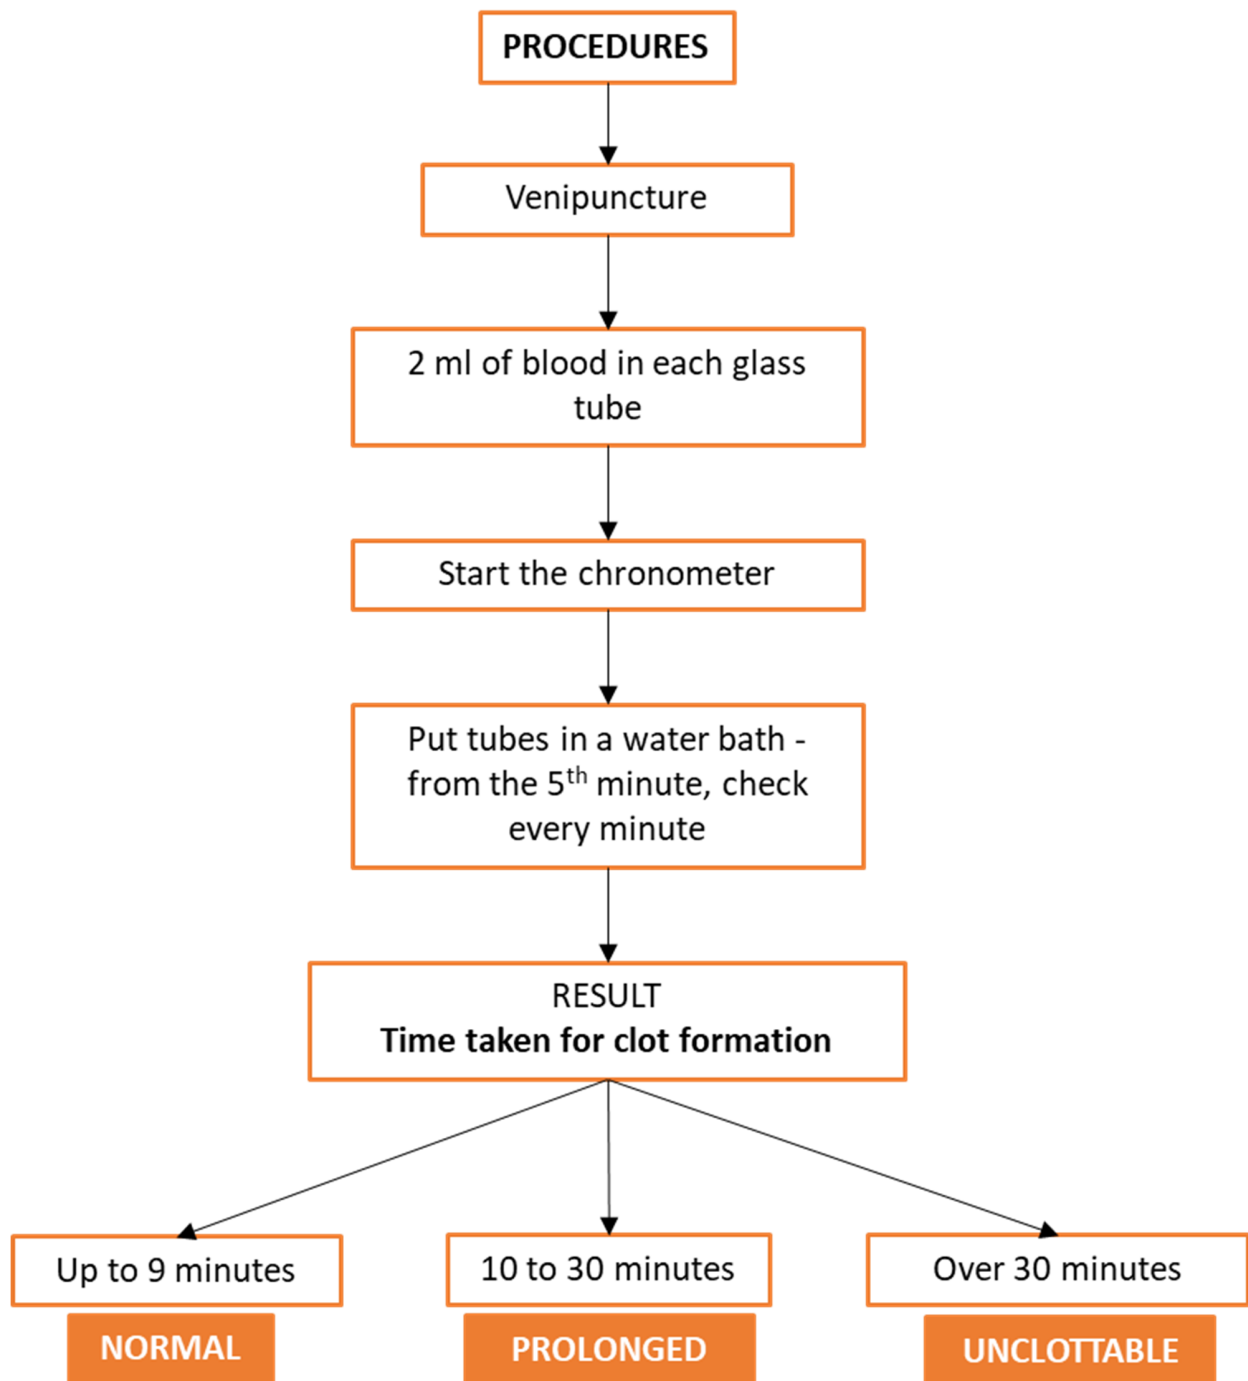 PROCEDURES
Venipuncture
2 ml of blood in each glass
tube
Start the chronometer
Put tubes in a water bath -
from the 5th minute, check
every minute
RESULT
Time taken for clot formation
Up to 9 minutes
NORMAL
10 to 30 minutes
PROLONGED
Over 30 minutes
UNCLOTTABLE